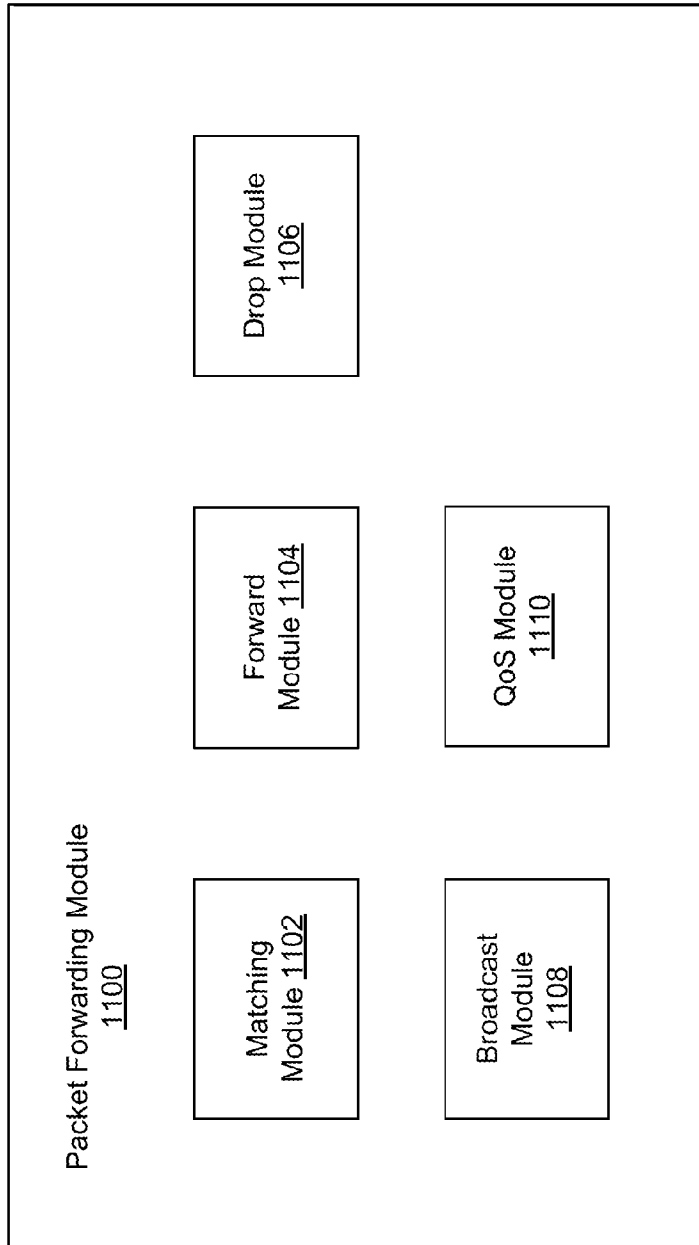 Packet Forwarding Module
1100
Matching
Module 1102
Forward
Module 1104
Drop Module
1106
Broadcast
Module
1108
QoS Module
1110